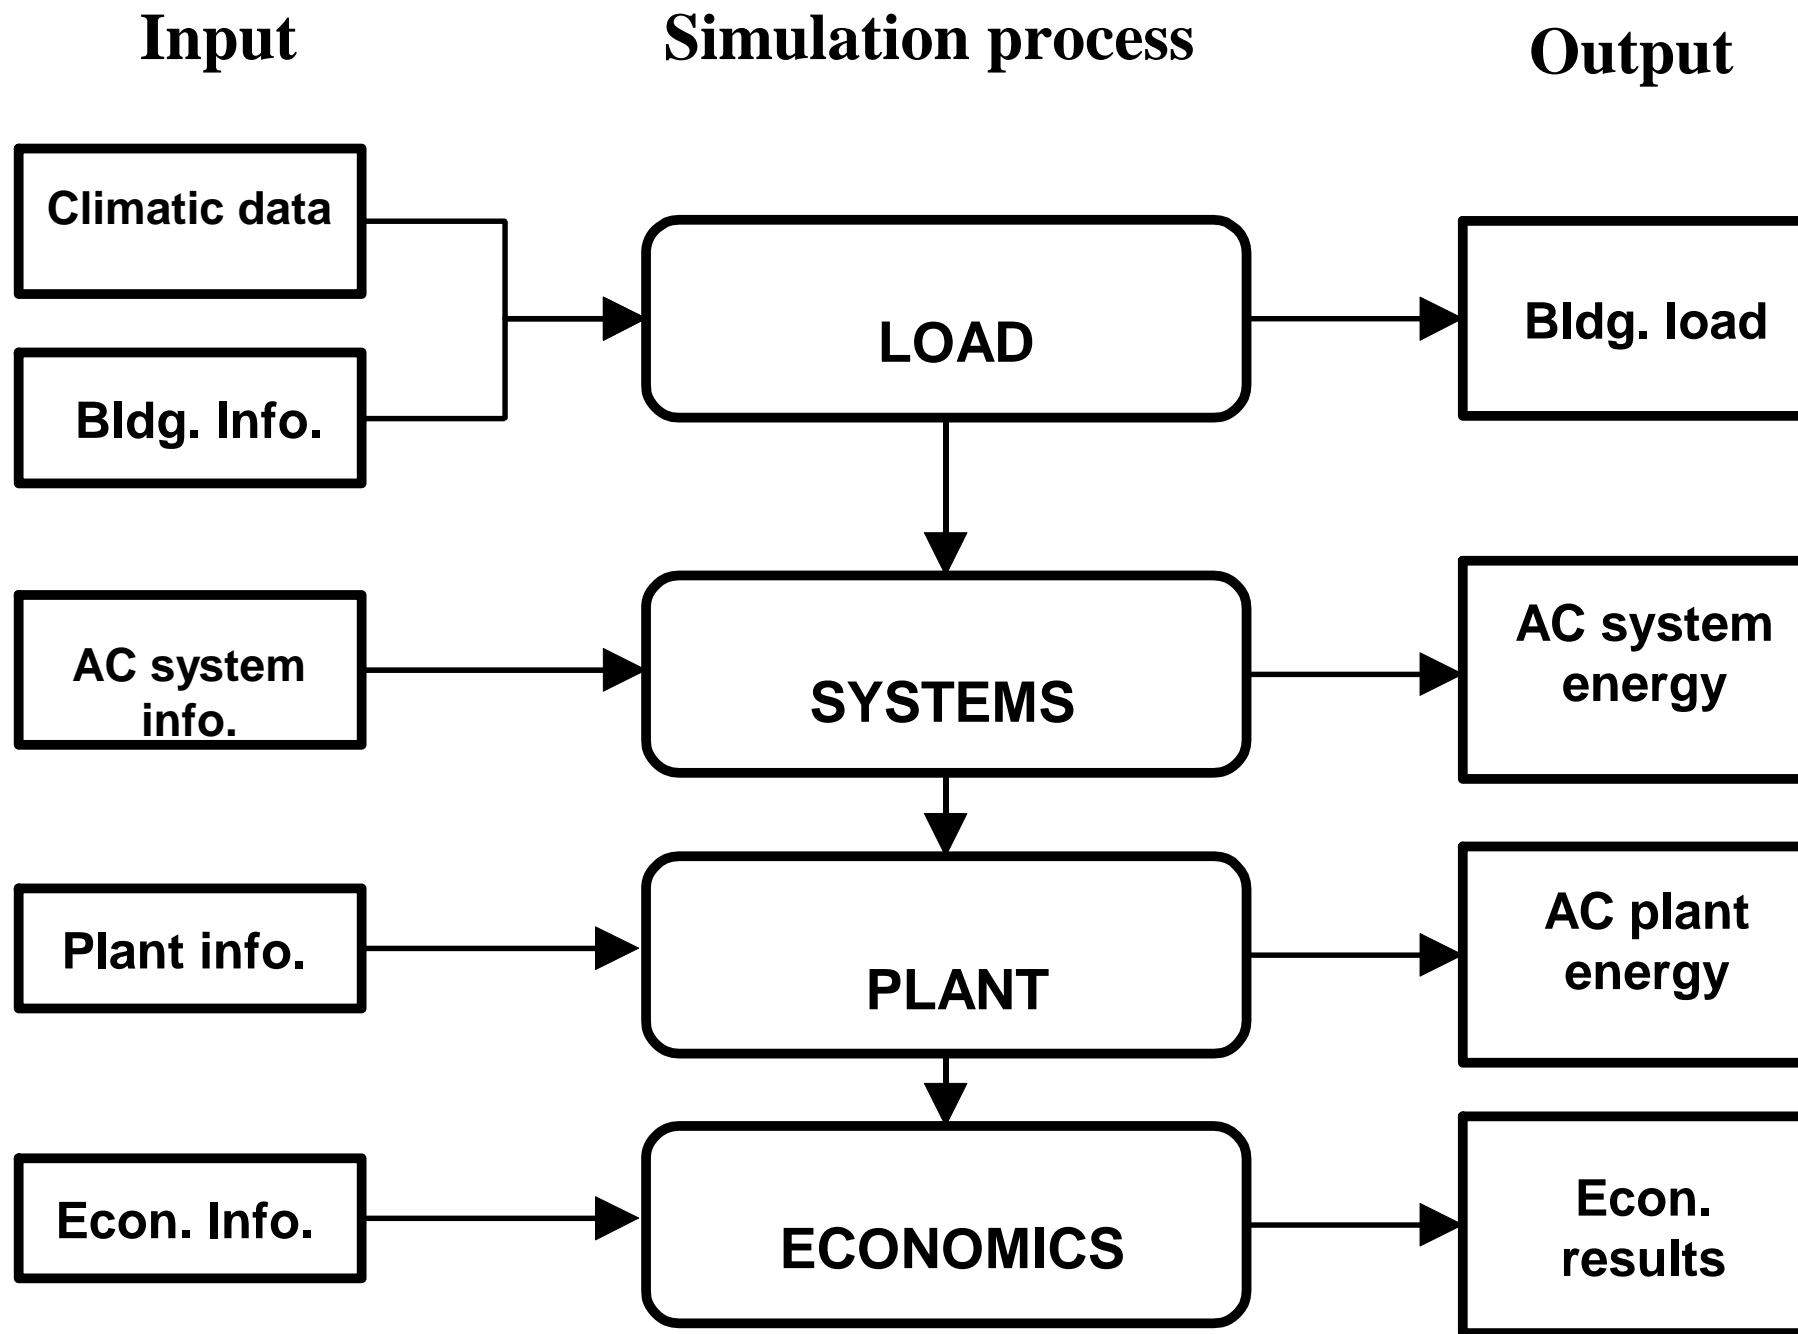 Input
Simulation process
Output
Climatic data
Bldg. Info.
LOAD
Bldg. load
AC system
info.
SYSTEMS
AC system
energy
Plant info.
PLANT
AC plant
energy
Econ. Info.
ECONOMICS
Econ.
results